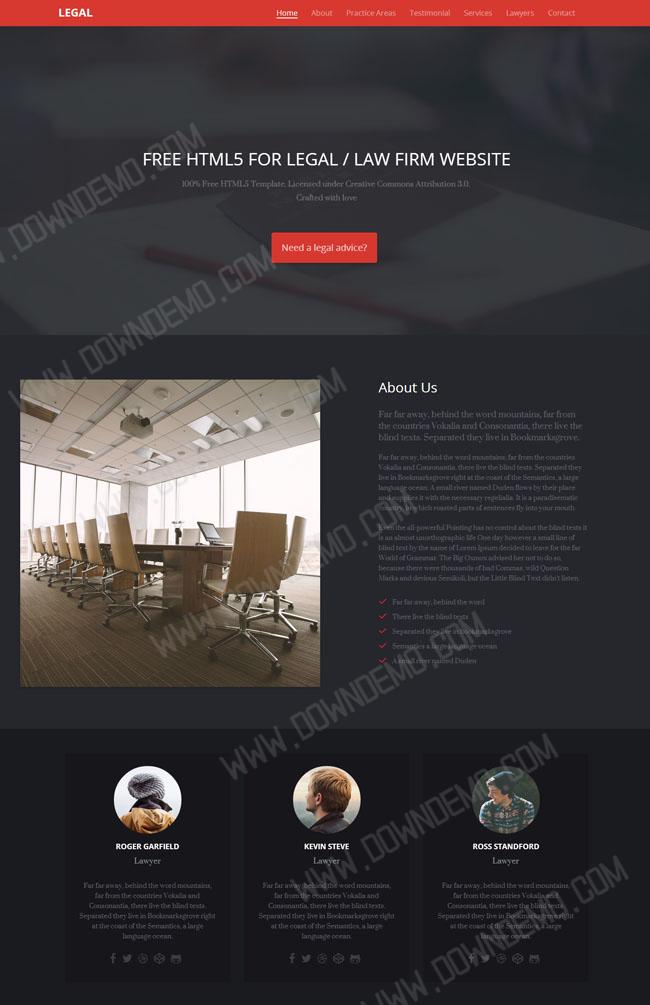 LEGAL
Home About Practice Areas Testimonial Services Lawyers Contact
FREE HTML5 FOR LEGAL / LAW FIRM WEBSITE
100% Free HTML5 Template. Licensed under Creative Commons Attribution 3.0.
Crafted with love
Need a legal advice?
About Us
Far far away, behind the word mountains, far from
the countries Vokalia and Consonantia, there live the
blind texts. Separated they live in Bookmarksgrove.
Far far away, behind the word mountains, far from the countries
Vokalia and Consonantia, there live the blind texts. Separated they
live in Bookmarksgrove right at the coast of the Semantics, a large
language ocean. A small river named Duden flows by their place
and supplies it with the necessary regelialia. It is a paradisematic
country, in which roasted parts of sentences fly into your mouth.
Even the all-powerful Pointing has no control about the blind texts it
is an almost unorthographic life One day however a small line of
blind text by the name of Lorem Ipsum decided to leave for the far
World of Grammar. The Big Oxmox advised her not to do so,
because there were thousands of bad Commas, wild Question
Marks and devious Semikoli, but the Little Blind Text didn't listen.
Far far away, behind the word
There live the blind texts
Separated they live in bookmarksgrove
Semantics a large language ocean
A small river named Duden
ROGER GARFIELD
Lawyer
Far far away, behind the word mountains,
far from the countries Vokalia and
Consonantia, there live the blind texts.
Separated they live in Bookmarksgrove right
at the coast of the Semantics, a large
language ocean.
KEVIN STEVE
Lawyer
Far far away, behind the word mountains,
far from the countries Vokalia and
Consonantia, there live the blind texts.
Separated they live in Bookmarksgrove right
at the coast of the Semantics, a large
language ocean.
ROSS STANDFORD
Lawyer
Far far away, behind the word mountains,
far from the countries Vokalia and
Consonantia, there live the blind texts.
Separated they live in Bookmarksgrove right
at the coast of the Semantics, a large
language ocean.
WWW.DOWNDEMO.COM
WWW.DOWNDEMO.COM
WWW.DOWNDEMO.COM
WWW.DOWNDEMO.COM
WWW.DOWNDEMO.COM
WWW.DOWNDEMO.COM
WWW.DOWNDEMO.COM